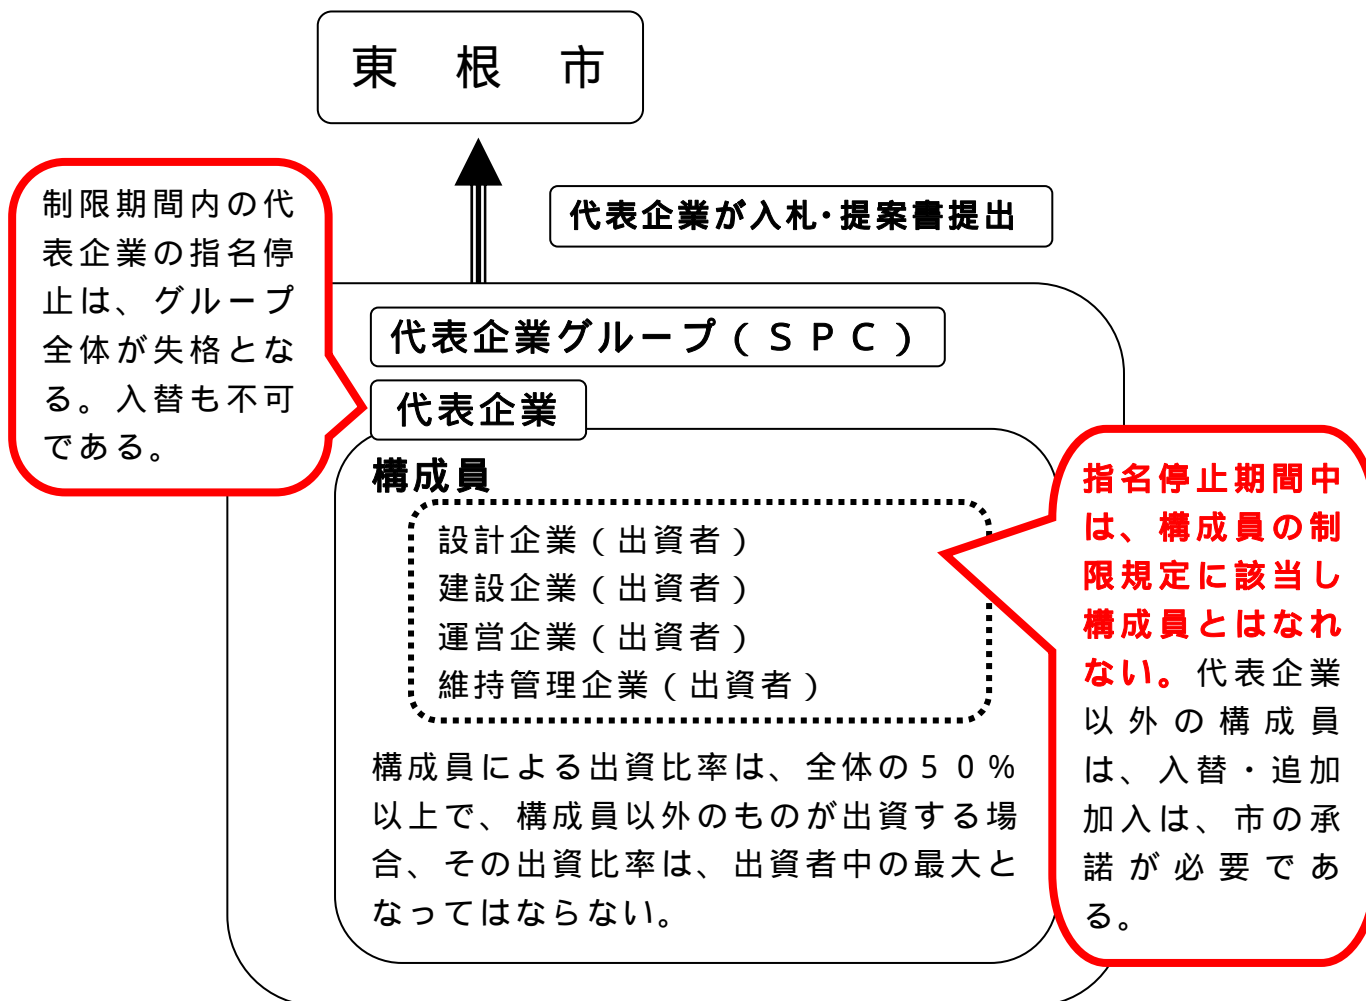 東 根 市
代表企業が入札・提案書提出
制限期間内の代
表企業の指名停
止は、グループ
全体が失格とな
る。入替も不可
である。
代表企業グループ（ＳＰＣ）
代表企業
構成員
設計企業（出資者）
建設企業（出資者）
運営企業（出資者）
維持管理企業（出資者）
構成員による出資比率は、全体の５０％
以上で、構成員以外のものが出資する場
合、その出資比率は、出資者中の最大と
なってはならない。
指名停止期間中
は、構成員の制
限規定に該当し
構成員とはなれ
ない。代表企業
以外の構成員
は、入替・追加
加入は、市の承
諾が必要であ
る。